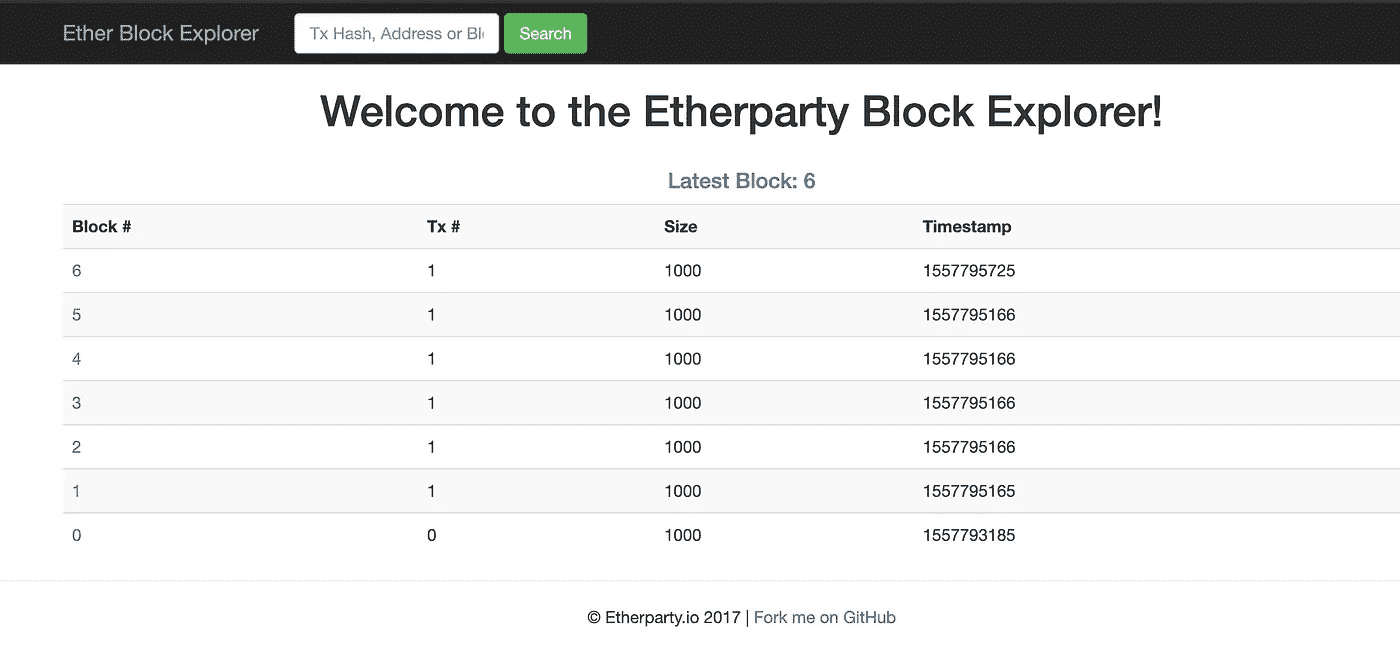 Ether Block Explorer Tx Hash, Address or Bl Search
Welcome to the Etherparty Block Explorer!
Latest Block: 6
Block # Tx # Size Timestamp
6 1 1000 1557795725
5 1 1000 1557795166
4 1 1000 1557795166
3 1 1000 1557795166
2 1 1000 1557795166
1 1 1000 1557795165
0 0 1000 1557793185
© Etherparty.io 2017 | Fork me on GitHub